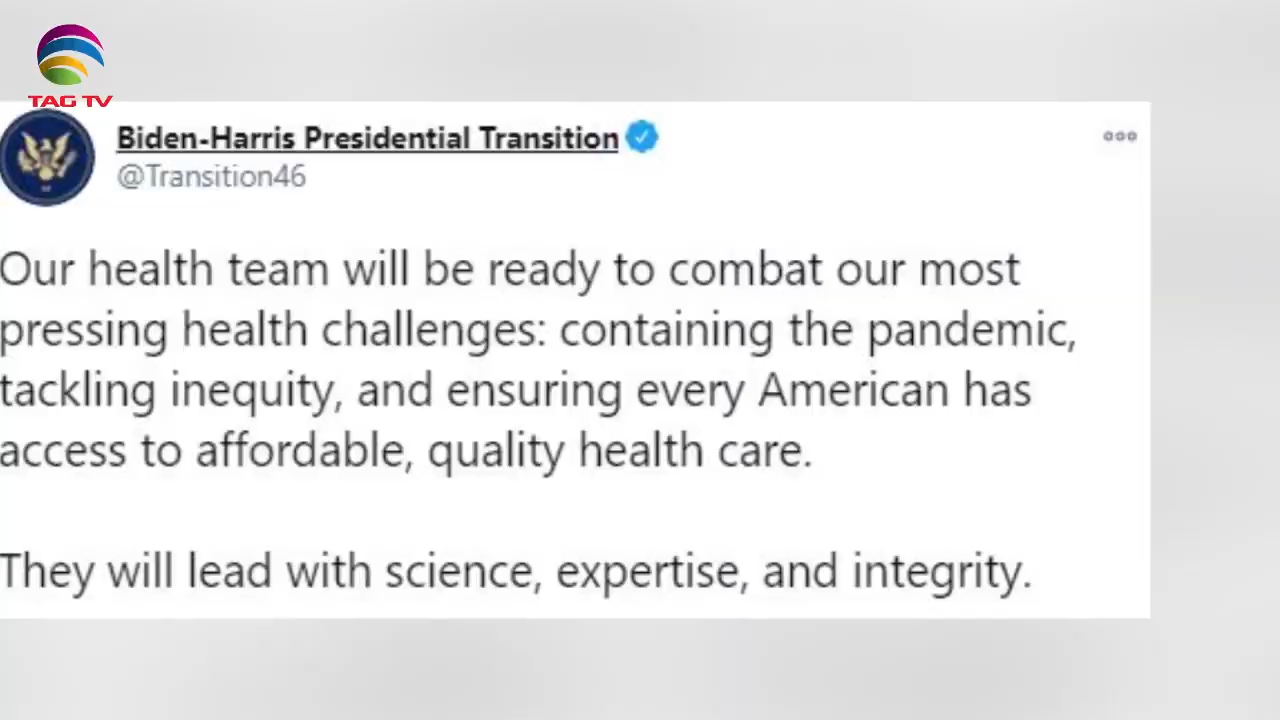 TAG TV
Biden-Harris Presidential Transition
@Transition46
Our health team will be ready to combat our most
pressing health challenges: containing the pandemic,
tackling inequity, and ensuring every American has
access to affordable, quality health care.
They will lead with science, expertise, and integrity.